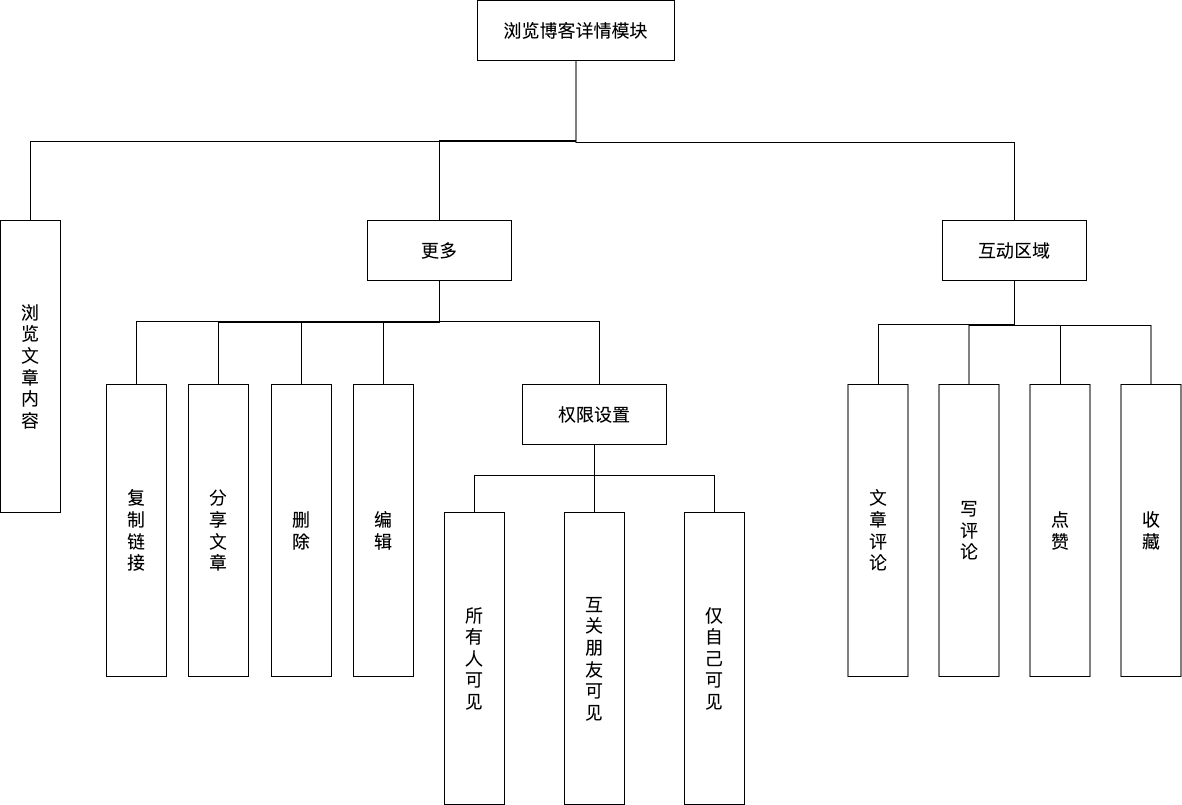 浏览博客详情模块
更多
互动区域
浏览文章内容
权限设置
复制链接
分享文章
删除
编辑
文章评论
写评论
点赞
收藏
所有人可见
互关朋友可见
仅自己可见